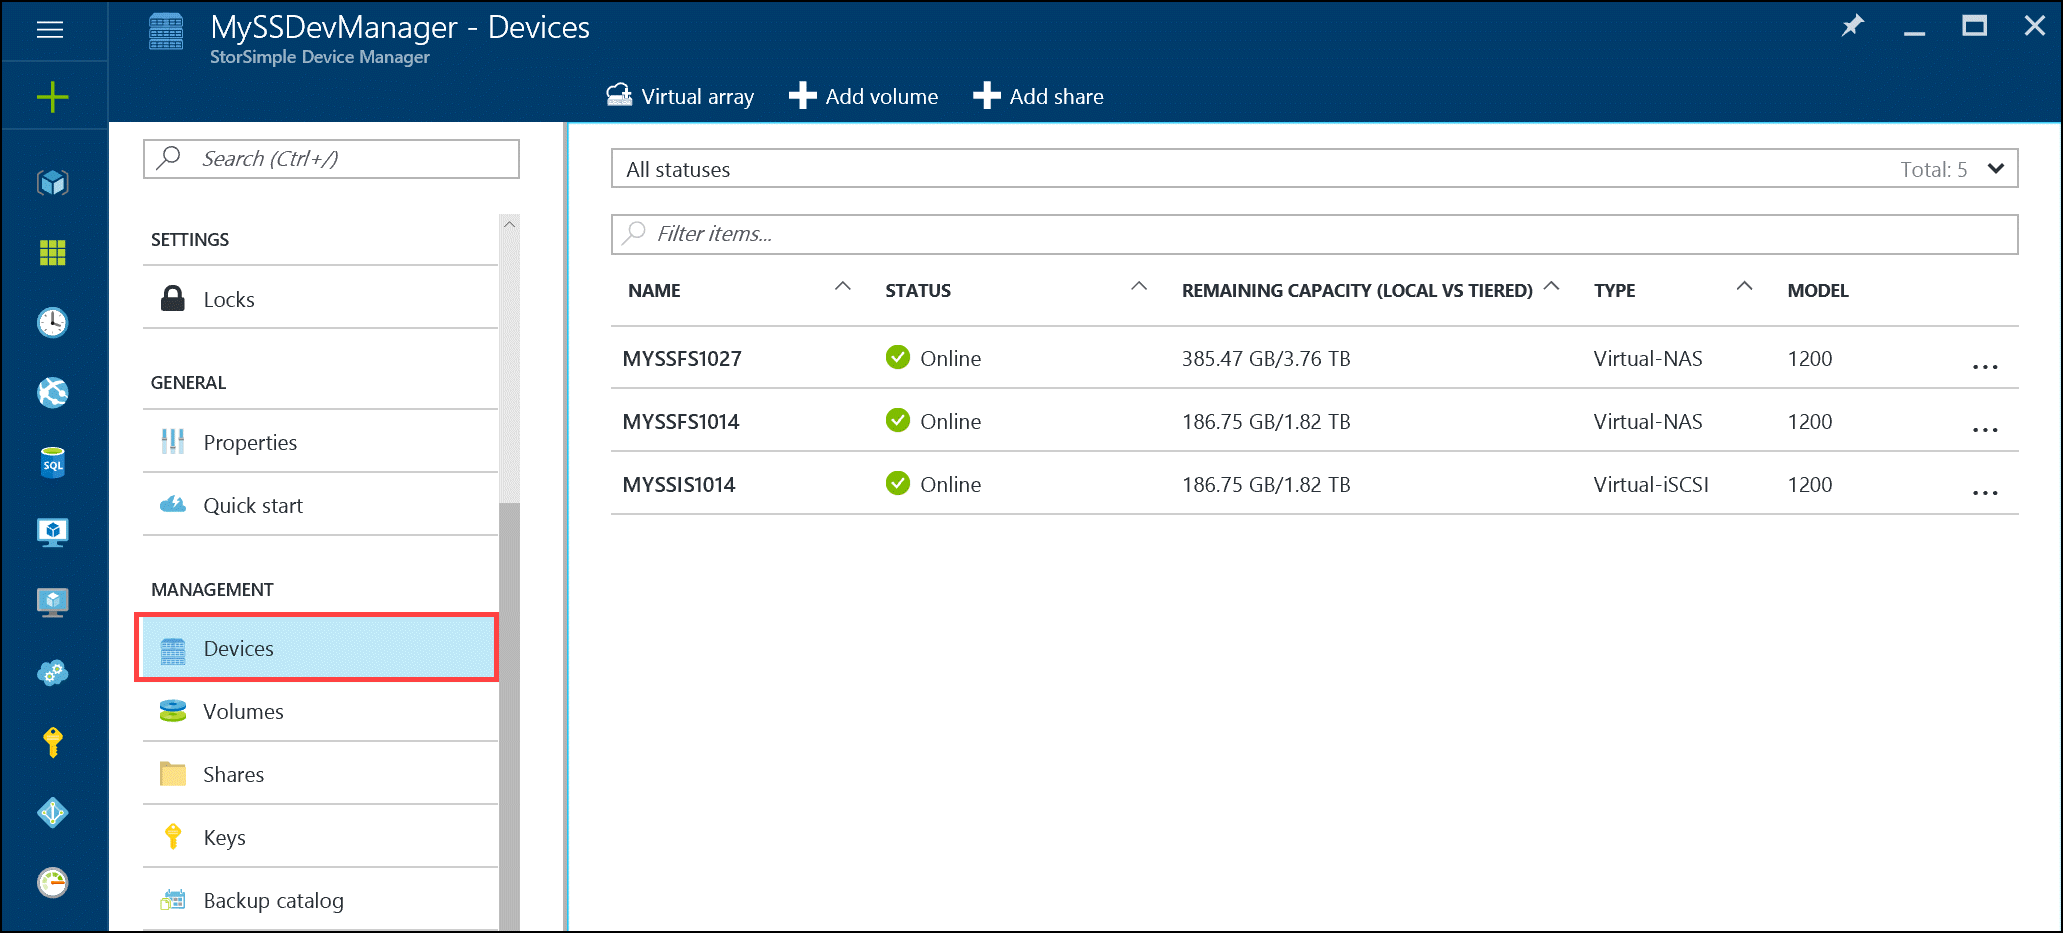 MySSDevManager - Devices
StorSimple Device Manager
Virtual array
Add volume
Add share
Search (Ctrl+/)
SETTINGS
Locks
GENERAL
Properties
Quick start
MANAGEMENT
Devices
Volumes
Shares
Keys
Backup catalog
SQL
All statuses Total: 5
Filter items...
NAME STATUS REMAINING CAPACITY (LOCAL VS TIERED) TYPE MODEL
MYSSFS1027 Online 385.47 GB/3.76 TB Virtual-NAS 1200 ...
MYSSFS1014 Online 186.75 GB/1.82 TB Virtual-NAS 1200 ...
MYSSIS1014 Online 186.75 GB/1.82 TB Virtual-iSCSI 1200 ...